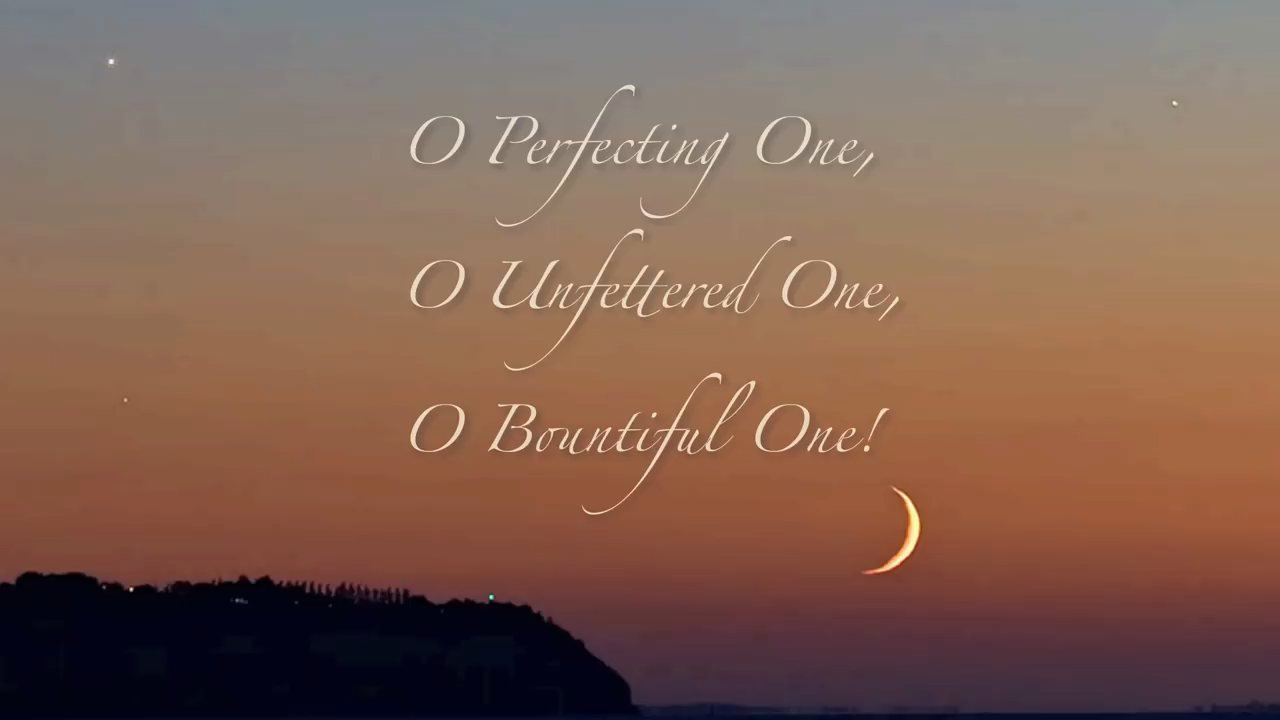 O Perfecting One,
O Unfettered One,
O Bountiful One!